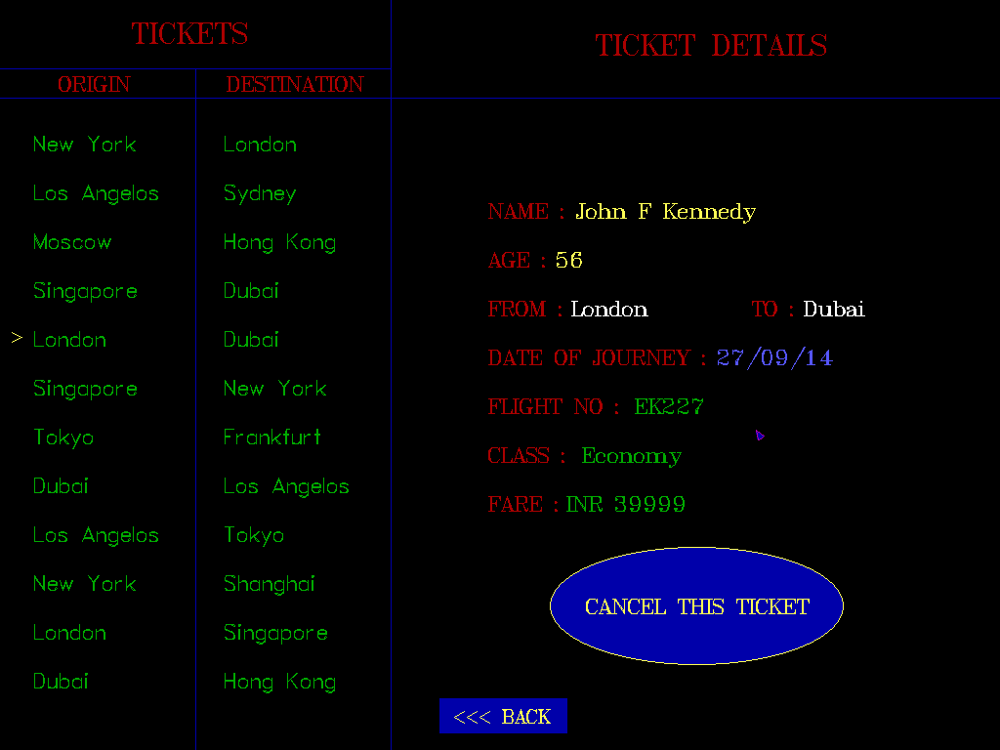 TICKETS
ORIGIN DESTINATION
New York London
Los Angelos Sydney
Moscow Hong Kong
Singapore Dubai
> London Dubai
Singapore New York
Tokyo Frankfurt
Dubai Los Angelos
Los Angelos Tokyo
New York Shanghai
London Singapore
Dubai Hong Kong
TICKET DETAILS
NAME : John F Kennedy
AGE : 56
FROM : London TO : Dubai
DATE OF JOURNEY : 27/09/14
FLIGHT NO : EK227
CLASS : Economy
FARE : INR 39999
CANCEL THIS TICKET
<<< BACK